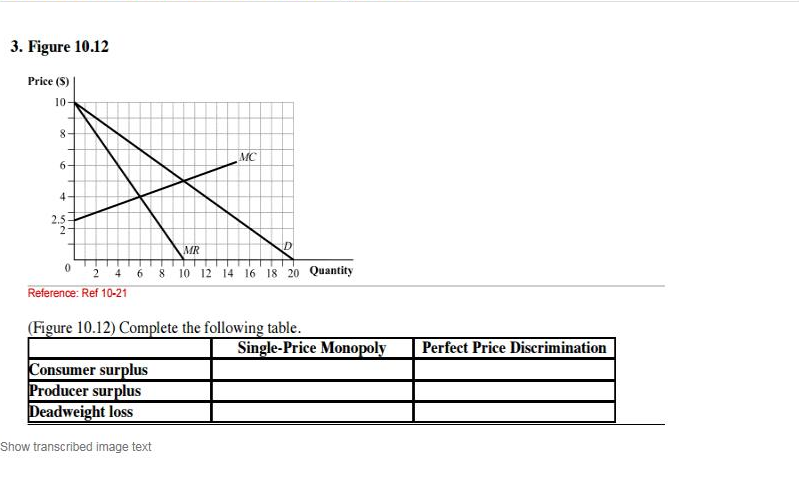 3. Figure 10.12
Price ($)
10
8
6
4
2.5
2
0
MC
MR
D
2 4 6 8 10 12 14 16 18 20 Quantity
Reference: Ref 10-21
(Figure 10.12) Complete the following table.
Single-Price Monopoly Perfect Price Discrimination
Consumer surplus
Producer surplus
Deadweight loss
Show transcribed image text